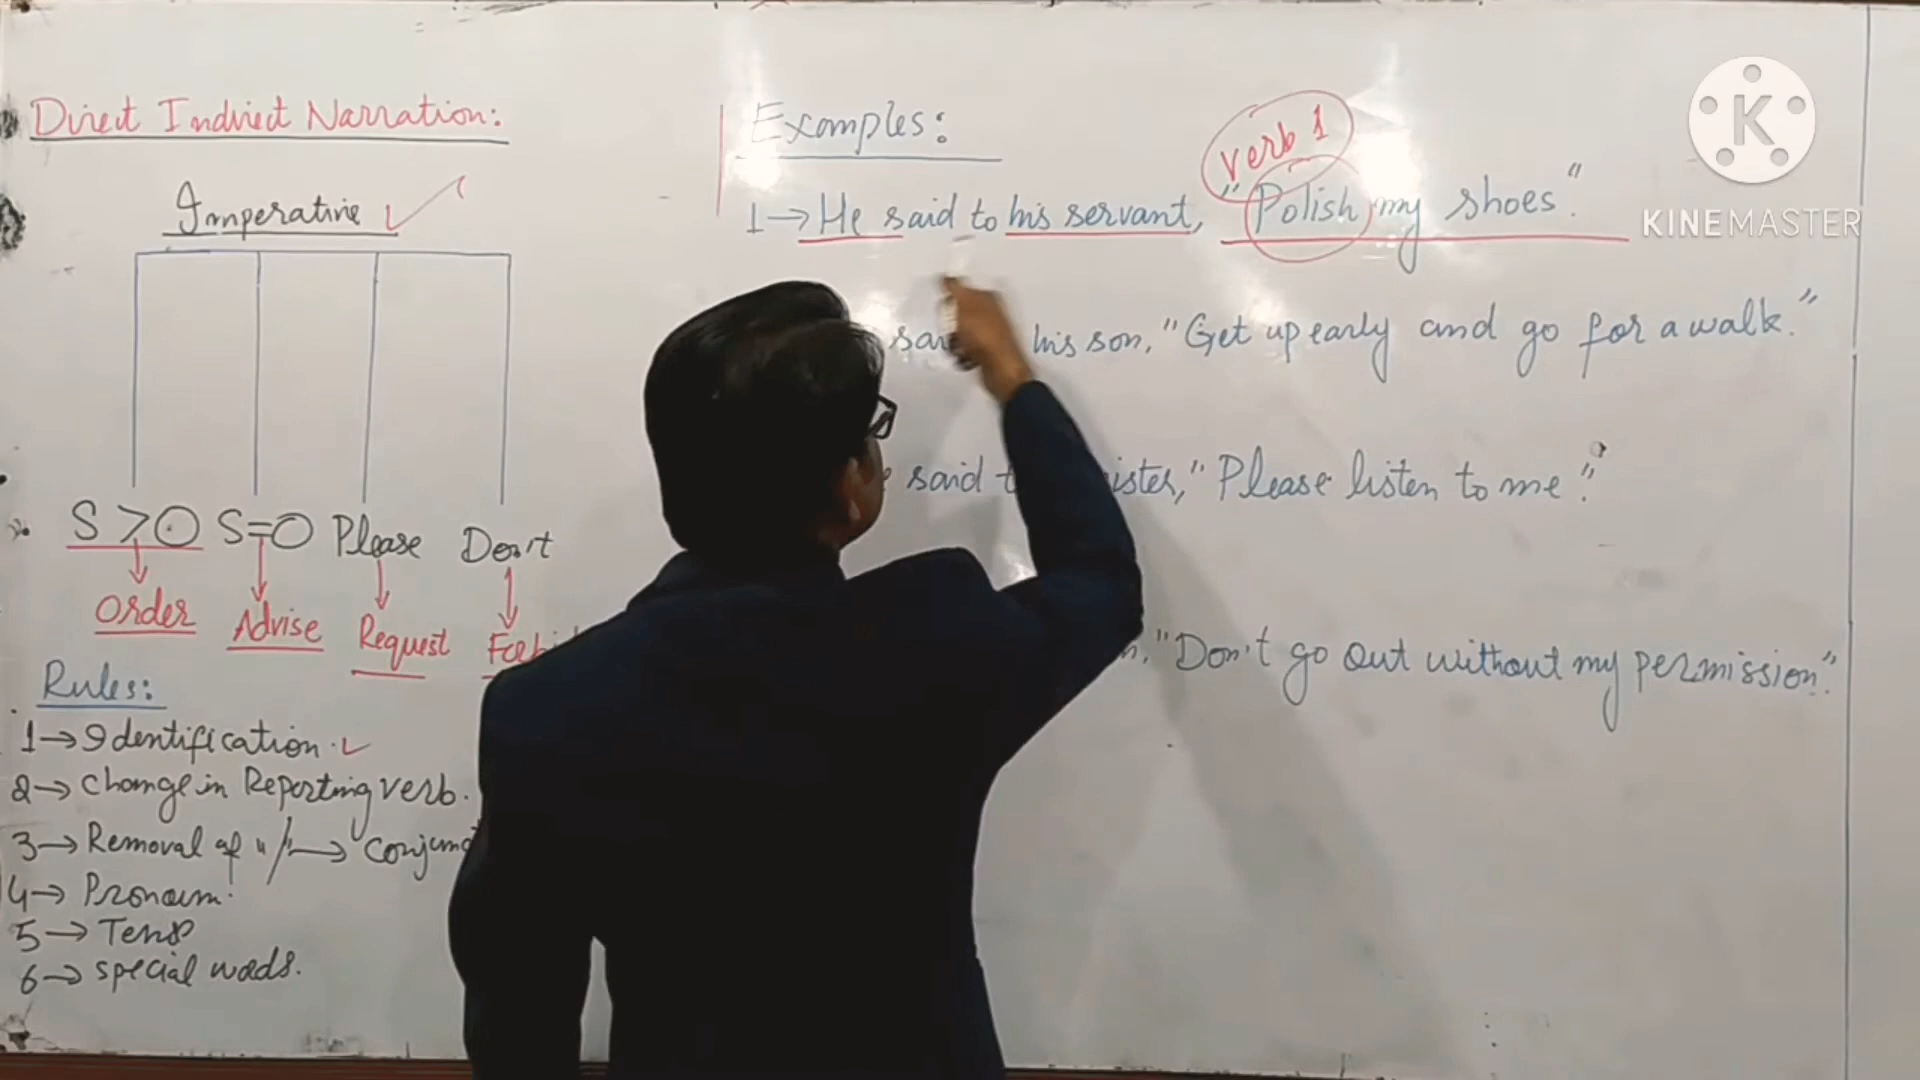 Direct Indirect Narration:
Imperative
S > O S = O Please Don't
Order Advise Request
Rules:
1→ Identification.
2→ Change in Reporting verb.
3→ Removal of " / "→
4→ Pronoun.
5→ Tense
6→ special words.
Examples:
verb 1
1→ He said to his servant, "Polish my shoes".
his son, "Get up early and go for a walk."
said "Please listen to me".
"Don't go out without my permission".
K
KINEMASTER